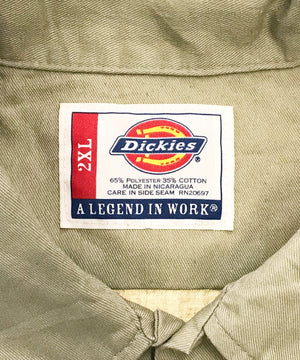 2XL
Dickies®
65% POLYESTER 35% COTTON
MADE IN NICARAGUA
CARE IN SIDE SEAM RN20697
A LEGEND IN WORK®